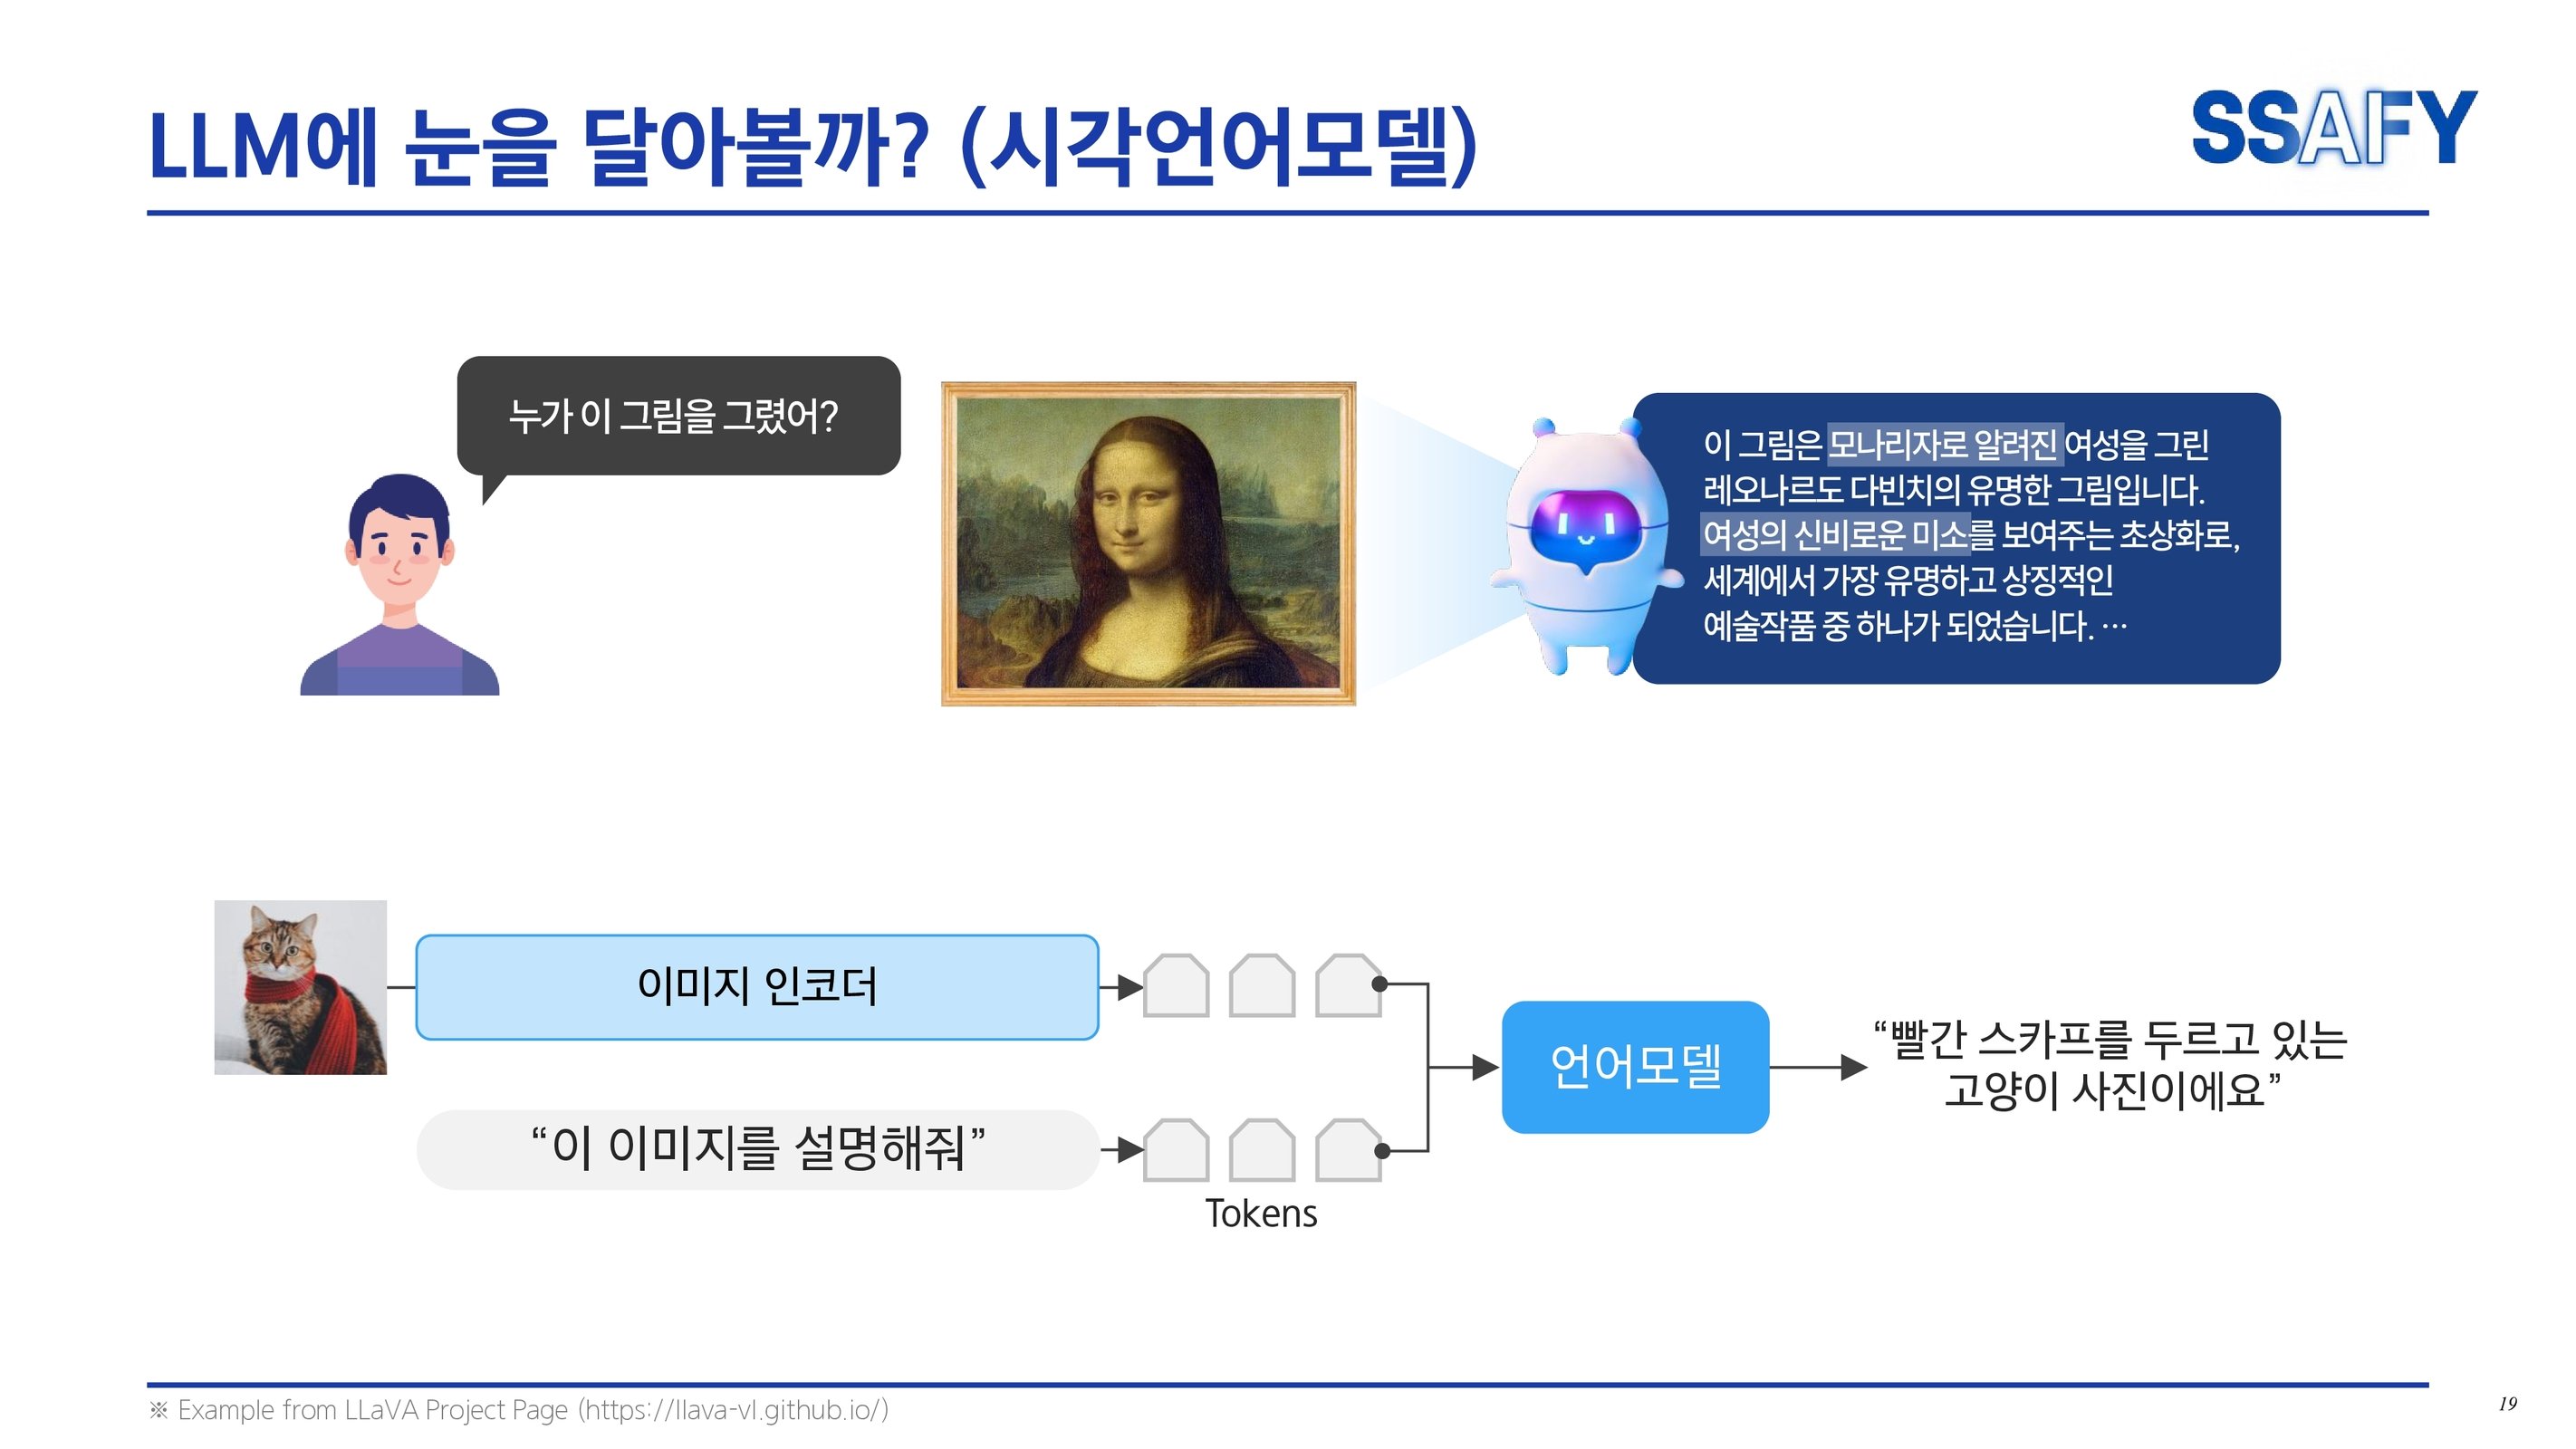 LLM에 눈을 달아볼까? (시각언어모델)
SSAFY
누가 이 그림을 그렸어?
이 그림은 모나리자로 알려진 여성을 그린
레오나르도 다빈치의 유명한 그림입니다.
여성의 신비로운 미소를 보여주는 초상화로,
세계에서 가장 유명하고 상징적인
예술작품 중 하나가 되었습니다. …
이미지 인코더
“이 이미지를 설명해줘”
Tokens
언어모델
“빨간 스카프를 두르고 있는
고양이 사진이에요”
※ Example from LLaVA Project Page (https://llava-vl.github.io/)
19